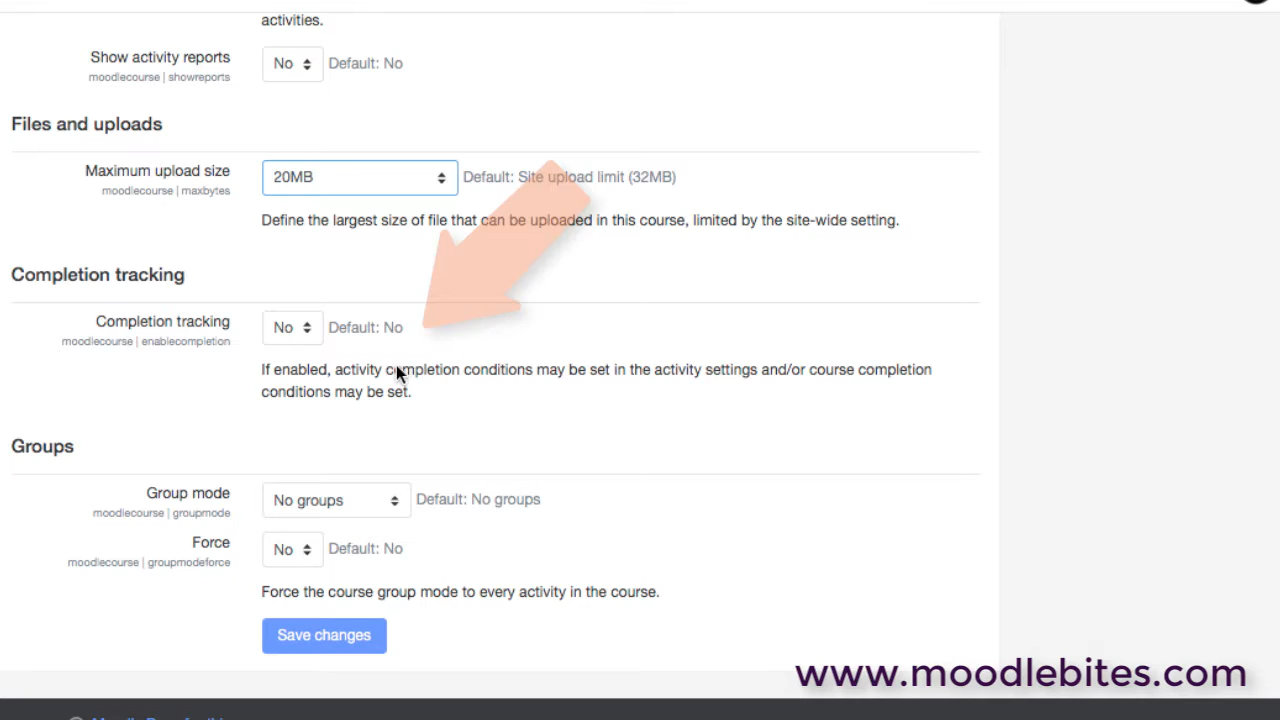 activities.
Show activity reports
No Default: No
moodlecourse | showreports
Files and uploads
Maximum upload size
20MB Default: Site upload limit (32MB)
moodlecourse | maxbytes
Define the largest size of file that can be uploaded in this course, limited by the site-wide setting.
Completion tracking
Completion tracking
No Default: No
moodlecourse | enablecompletion
If enabled, activity completion conditions may be set in the activity settings and/or course completion
conditions may be set.
Groups
Group mode
No groups Default: No groups
moodlecourse | groupmode
Force
No Default: No
moodlecourse | groupmodeforce
Force the course group mode to every activity in the course.
Save changes
www.moodlebites.com